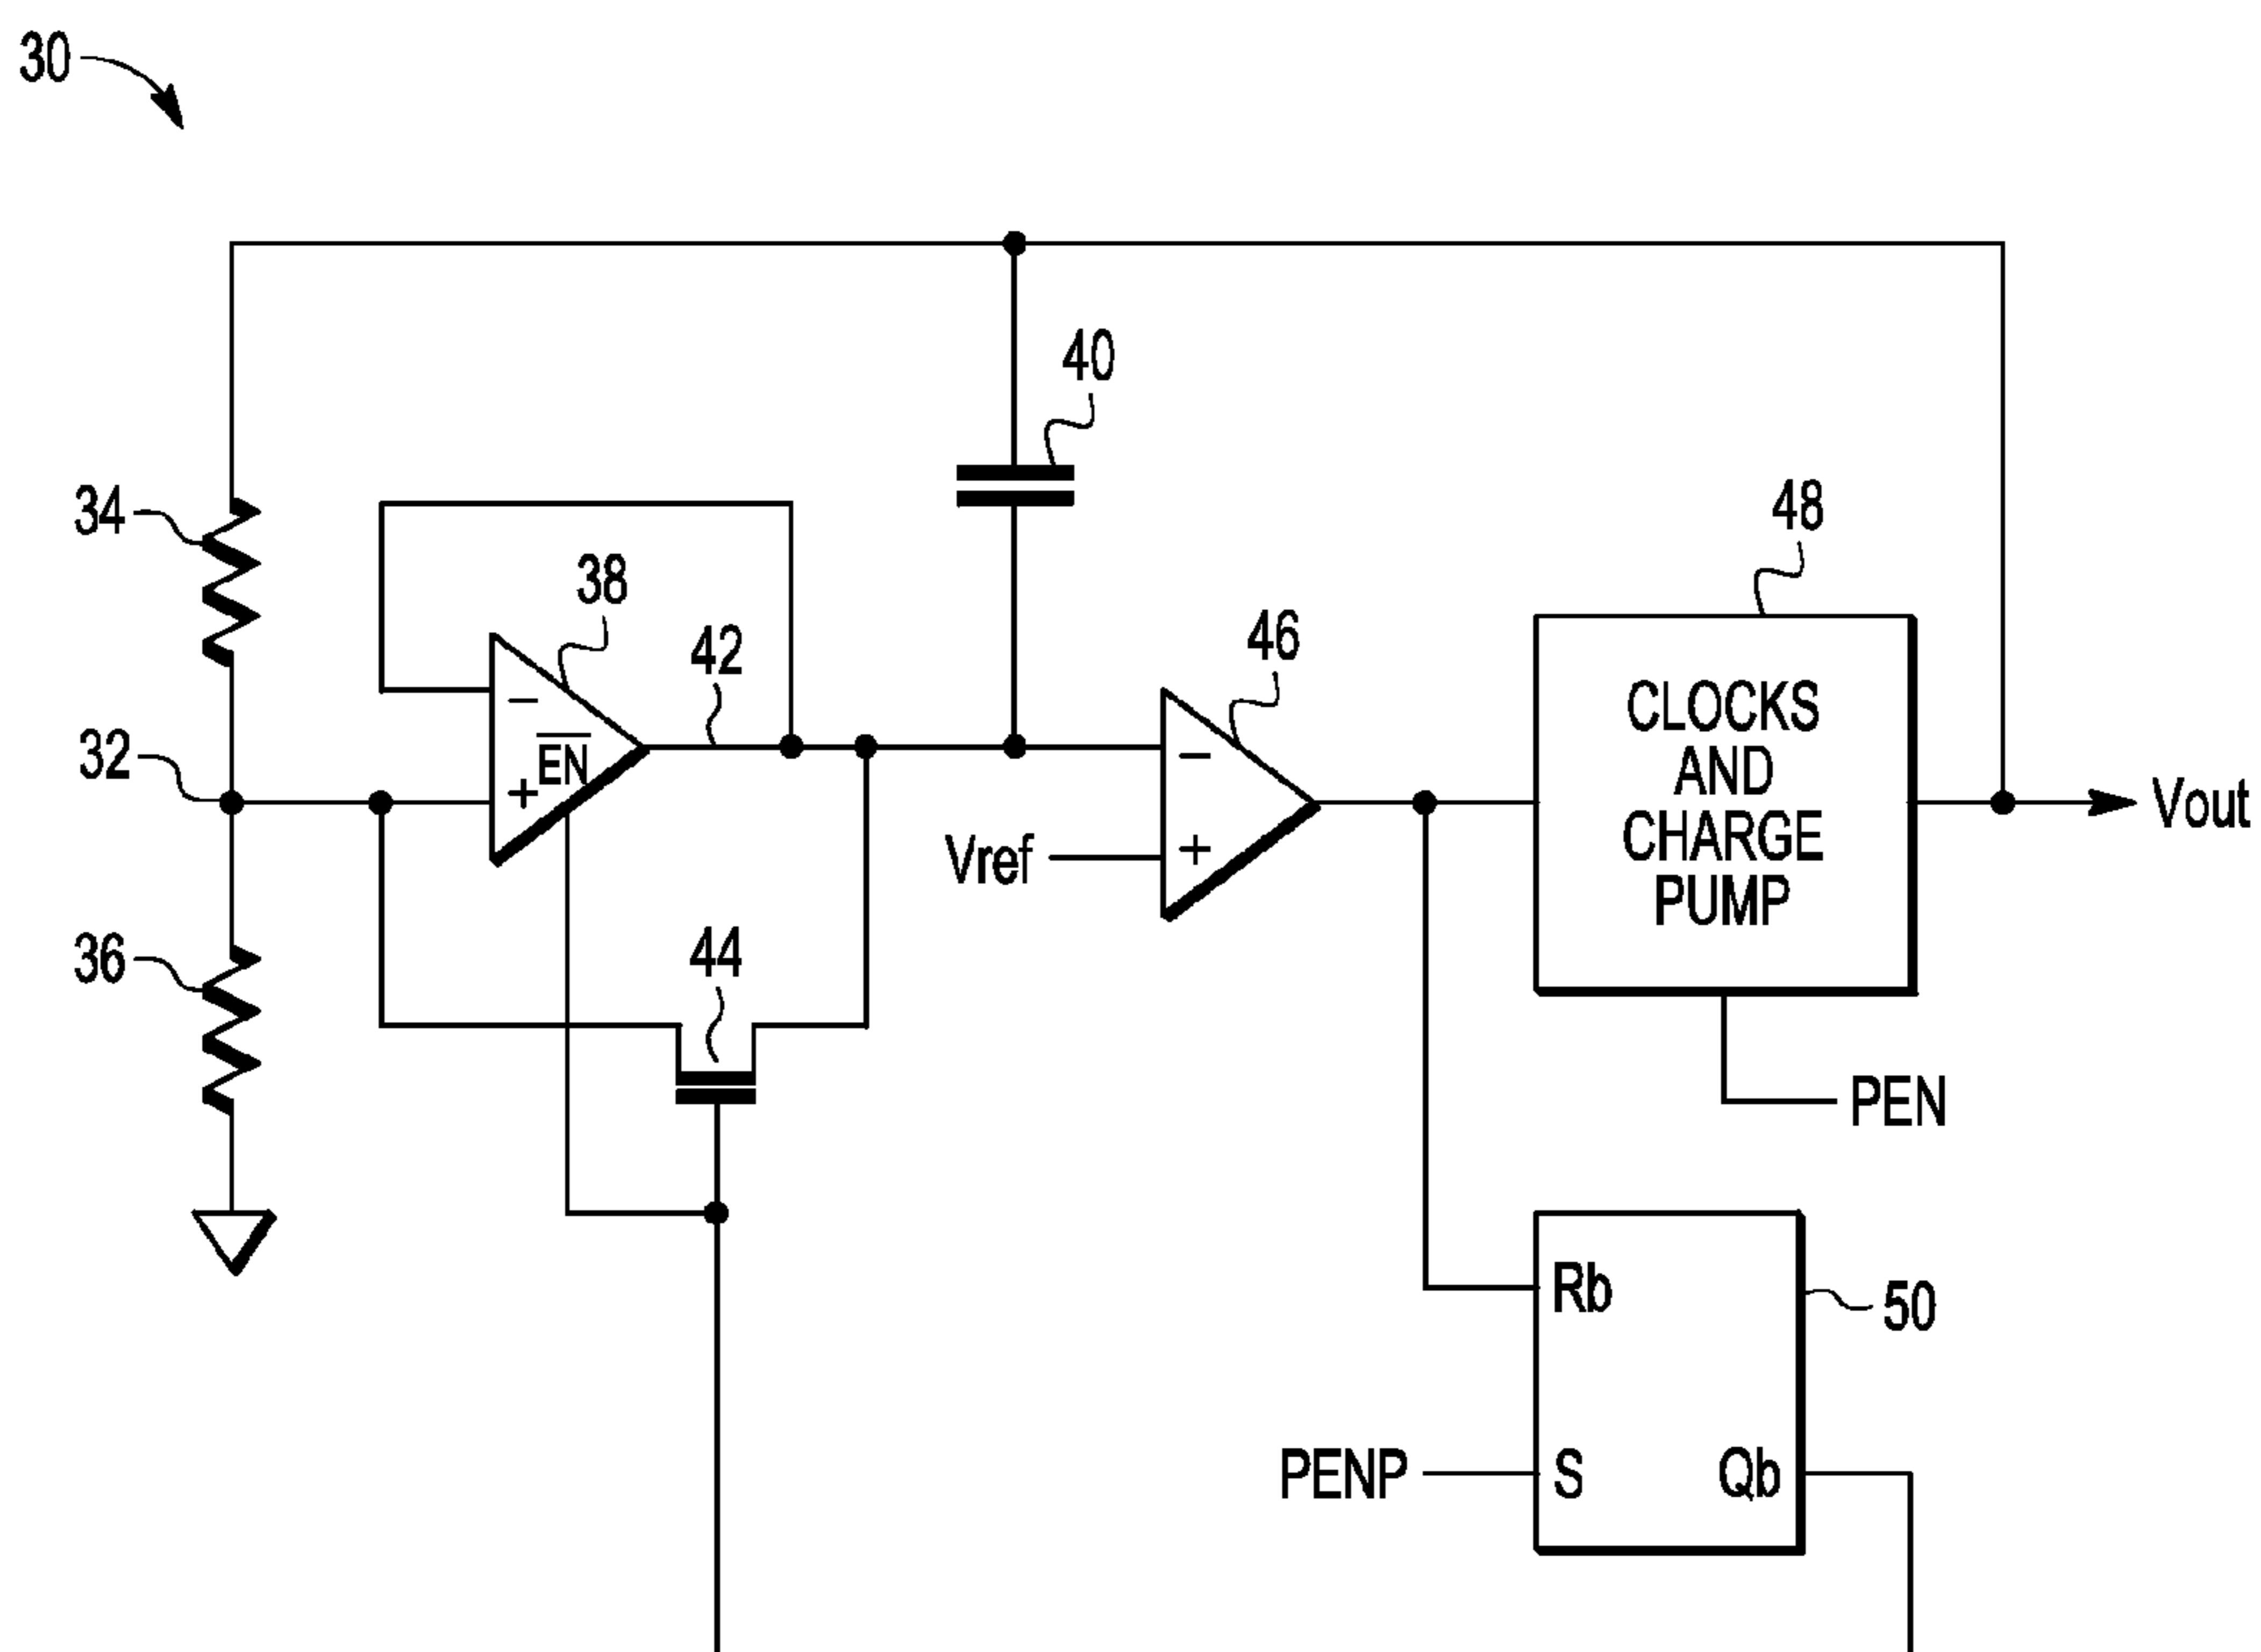 30
40
34
48
38
42
46
32
EN
CLOCKS
AND
CHARGE
PUMP
Vout
Vref
36
44
PEN
Rb
50
PENP
S
Qb